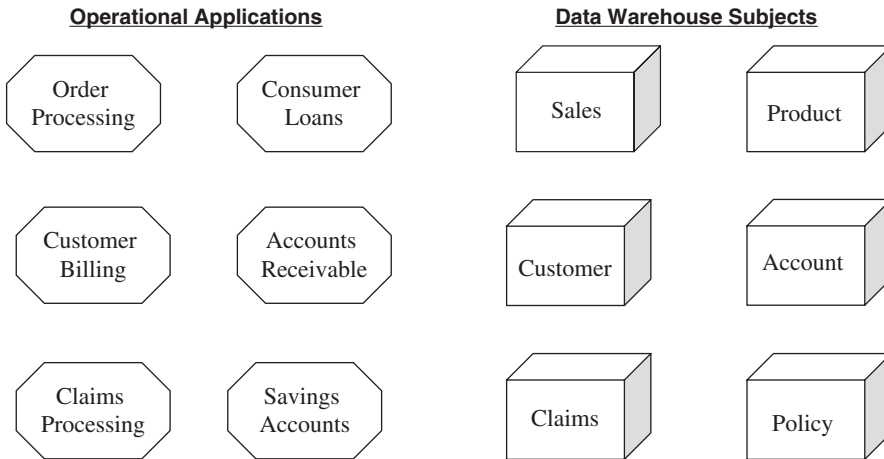 Operational Applications
Data Warehouse Subjects
Order
Processing
Consumer
Loans
Sales
Product
Customer
Billing
Accounts
Receivable
Customer
Account
Claims
Processing
Savings
Accounts
Claims
Policy